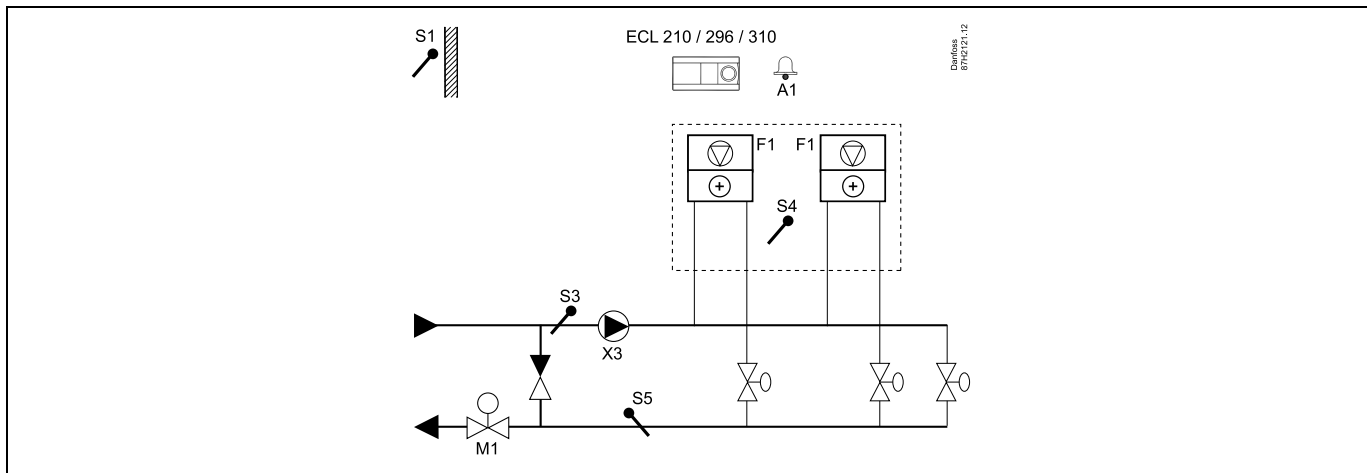 S1
ECL 210 / 296 / 310
Danfoss
87H2121.12
A1
F1
F1
S4
S3
X3
S5
M1